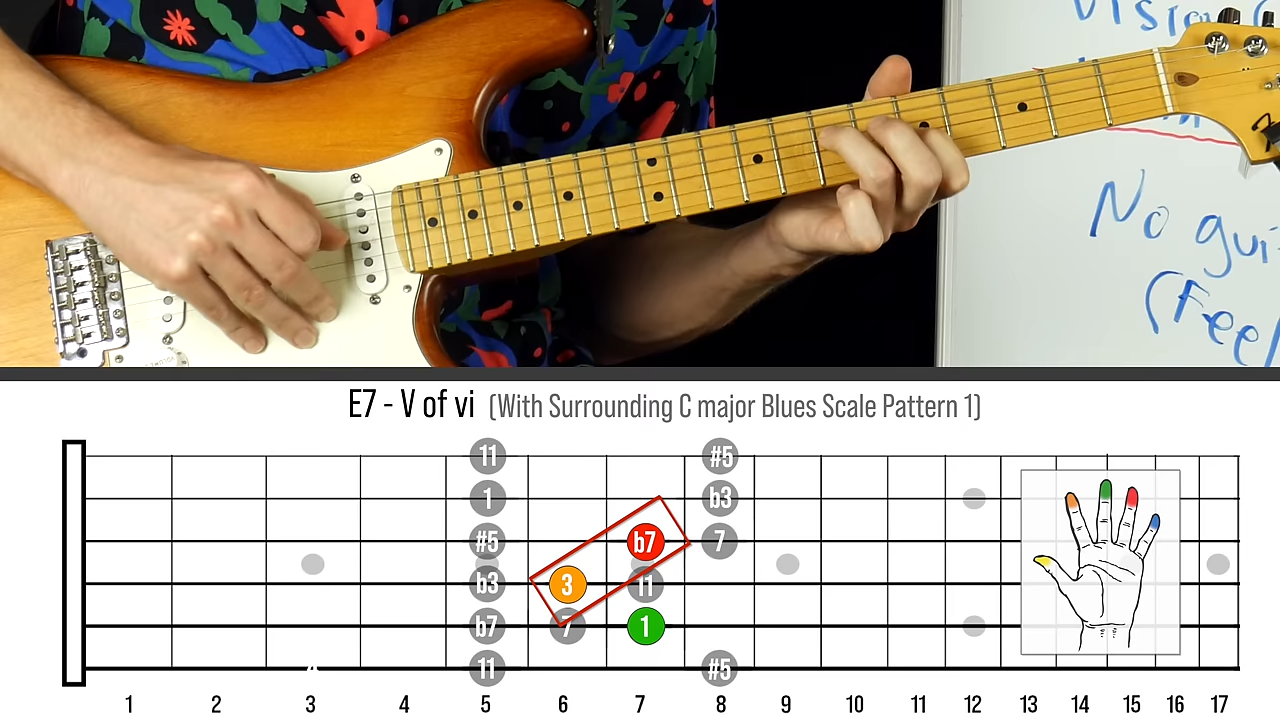 No gui
(Feel
E7 - V of vi (With Surrounding C major Blues Scale Pattern 1)
11 #5
1 b3
#5 b7 7
b3 3 11
b7 7 1
11 #5
1 2 3 4 5 6 7 8 9 10 11 12 13 14 15 16 17